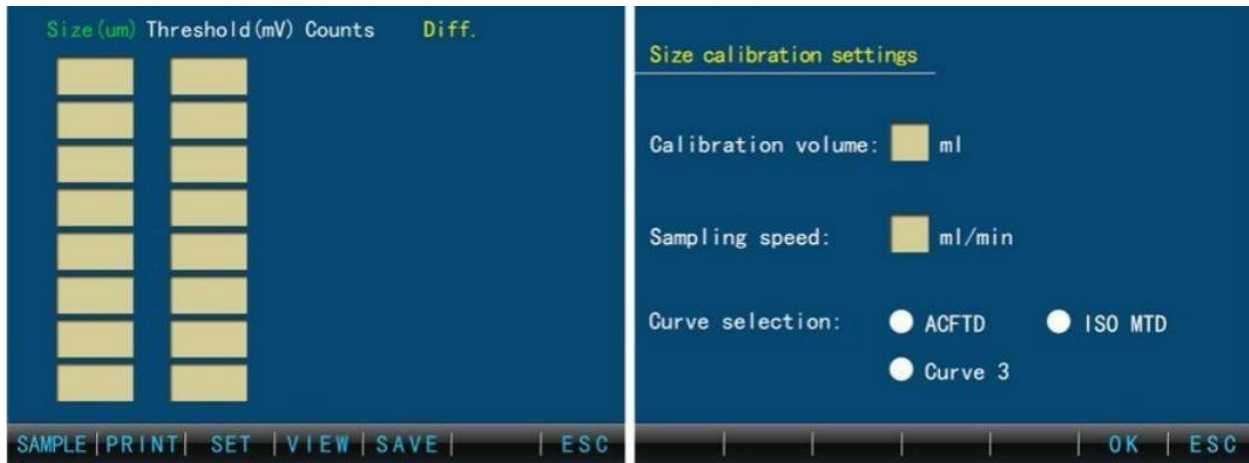 Size(um) Threshold(mV) Counts Diff.
SAMPLE | PRINT | SET | VIEW | SAVE | | ESC
Size calibration settings
Calibration volume: ml
Sampling speed: ml/min
Curve selection: ACFTD ISO MTD
Curve 3
OK | ESC